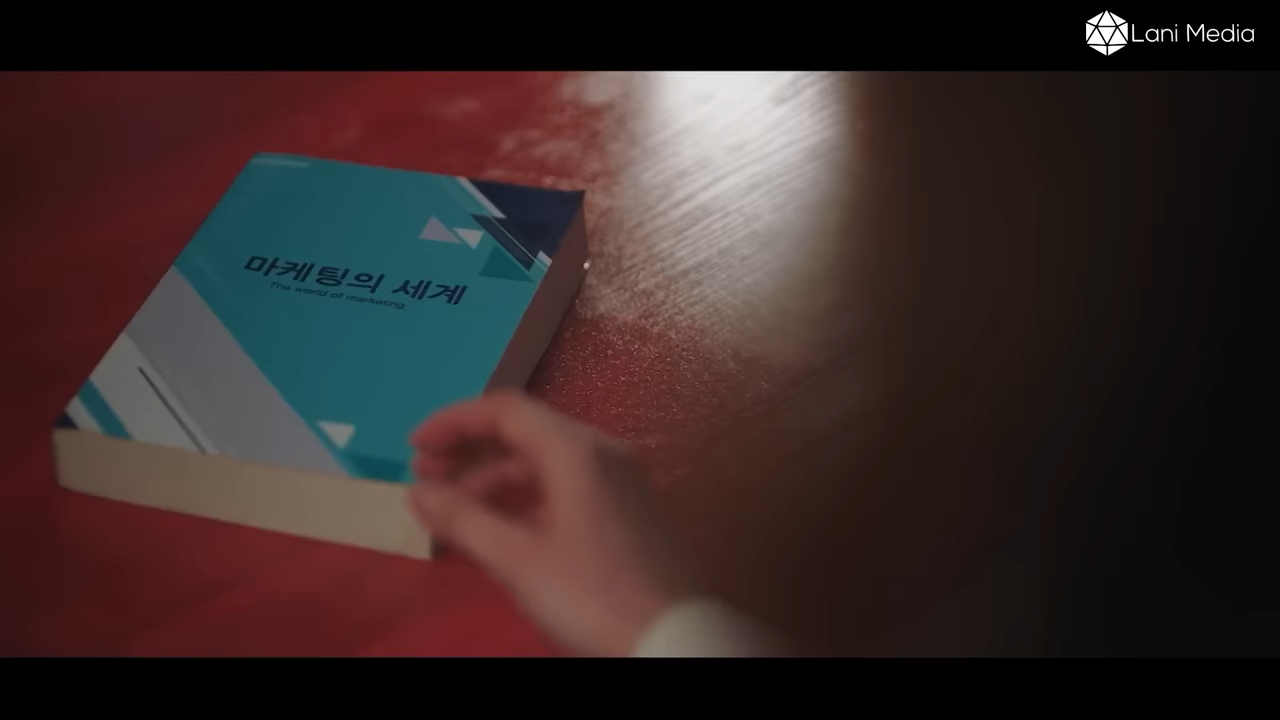 Lani Media
마케팅의 세계
The world of marketing